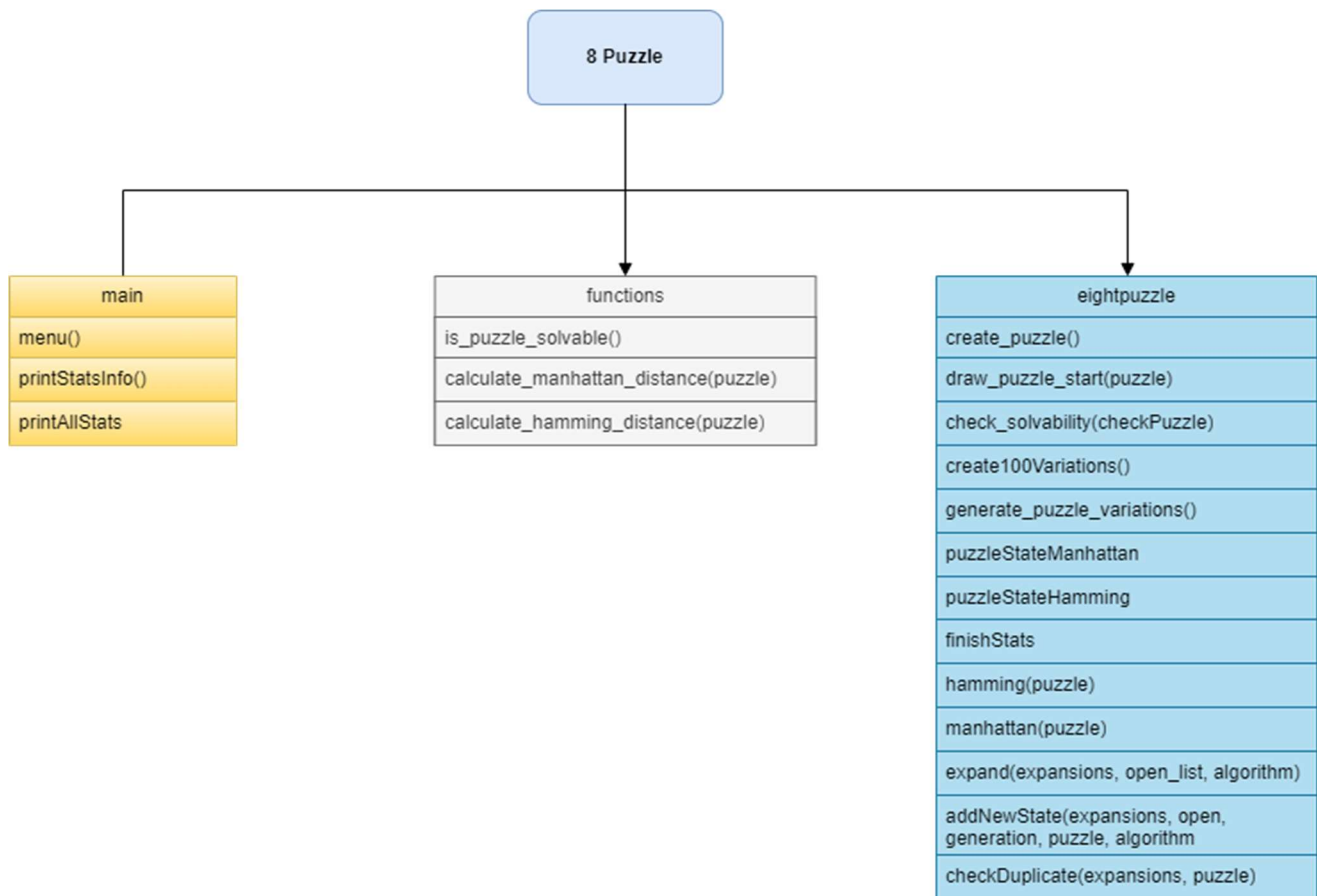 8 Puzzle
main
menu()
printStatsInfo()
printAllStats
functions
is_puzzle_solvable()
calculate_manhattan_distance(puzzle)
calculate_hamming_distance(puzzle)
eightpuzzle
create_puzzle()
draw_puzzle_start(puzzle)
check_solvability(checkPuzzle)
create100Variations()
generate_puzzle_variations()
puzzleStateManhattan
puzzleStateHamming
finishStats
hamming(puzzle)
manhattan(puzzle)
expand(expansions, open_list, algorithm)
addNewState(expansions, open,
generation, puzzle, algorithm
checkDuplicate(expansions, puzzle)